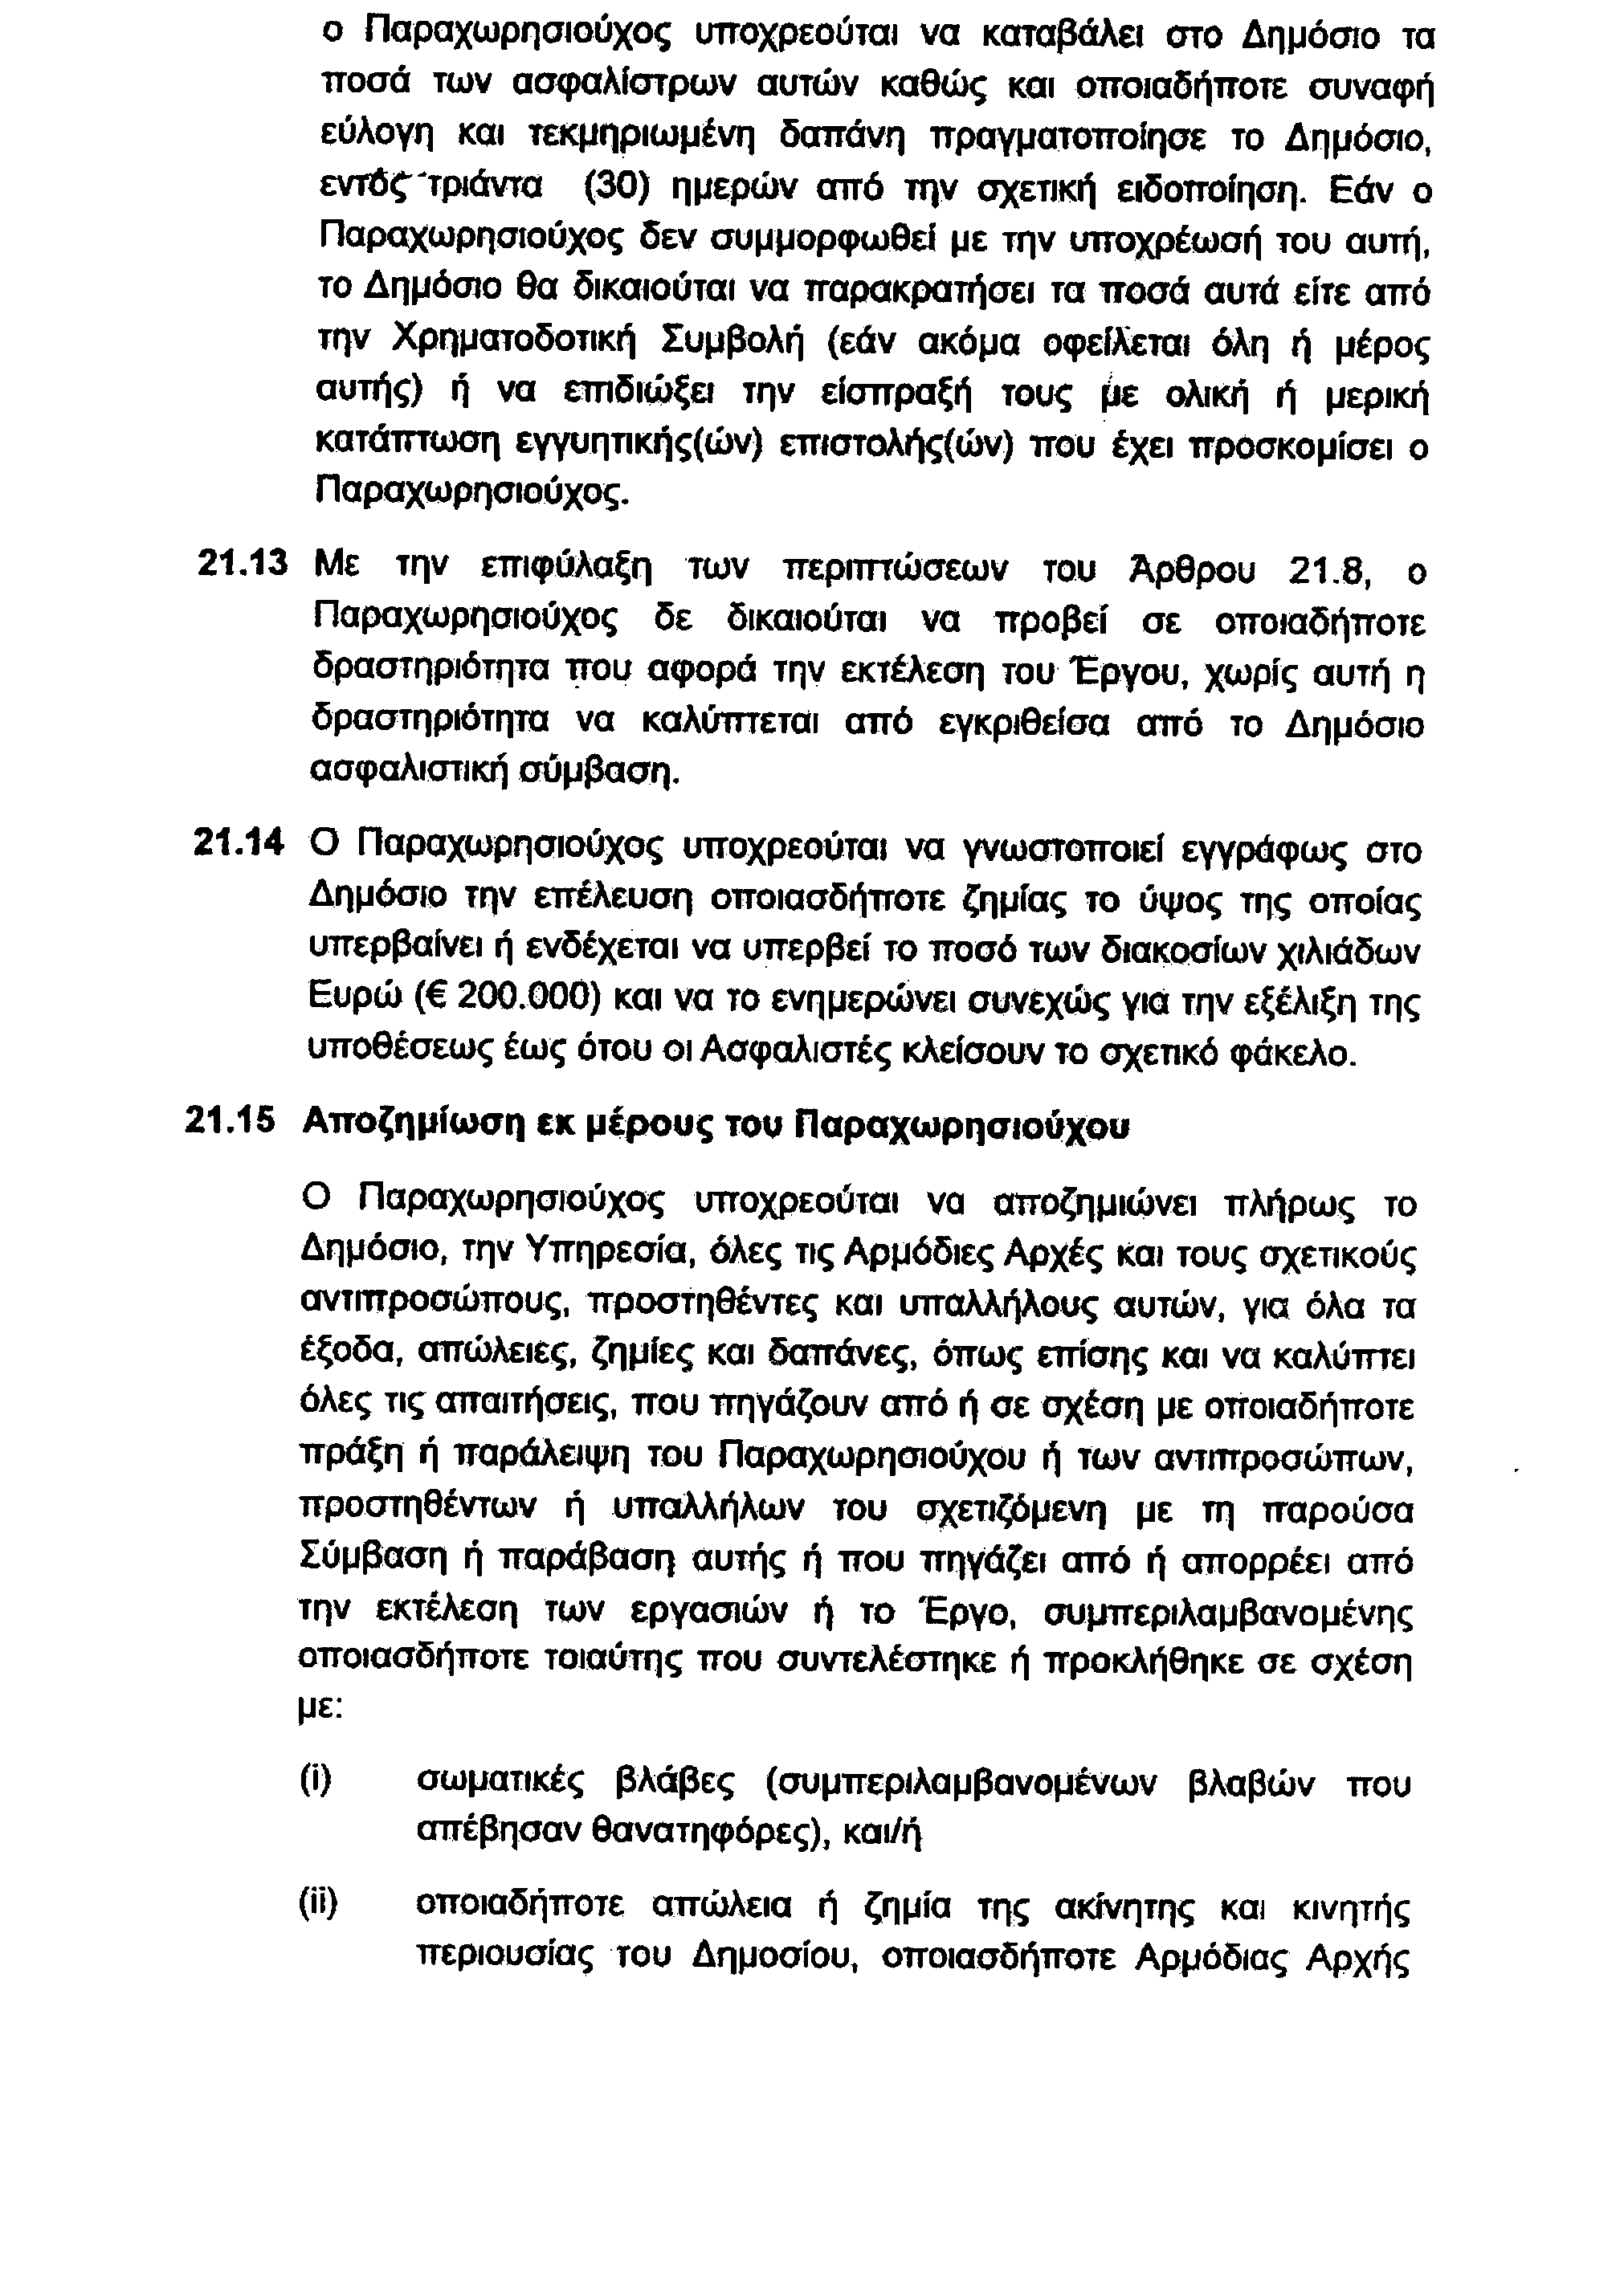 ο Παραχωρησιούχος υποχρεούται να καταβάλει στο Δημόσιο τα
ποσά των ασφαλίστρων αυτών καθώς και οποιαδήποτε συναφή
εύλογη και τεκμηριωμένη δαπάνη πραγματοποίησε το Δημόσιο,
εντός τριάντα (30) ημερών από την σχετική ειδοποίηση. Εάν ο
Παραχωρησιούχος δεν συμμορφωθεί με την υποχρέωσή του αυτή,
το Δημόσιο θα δικαιούται να παρακρατήσει τα ποσά αυτά είτε από
την Χρηματοδοτική Συμβολή (εάν ακόμα οφείλεται όλη ή μέρος
αυτής) ή να επιδιώξει την είσπραξή τους με ολική ή μερική
κατάπτωση εγγυητικής(ών) επιστολής(ών) που έχει προσκομίσει ο
Παραχωρησιούχος.
21.13 Με την επιφύλαξη των περιπτώσεων του Άρθρου 21.8, ο
Παραχωρησιούχος δε δικαιούται να προβεί σε οποιαδήποτε
δραστηριότητα που αφορά την εκτέλεση του Έργου, χωρίς αυτή η
δραστηριότητα να καλύπτεται από εγκριθείσα από το Δημόσιο
ασφαλιστική σύμβαση.
21.14 Ο Παραχωρησιούχος υποχρεούται να γνωστοποιεί εγγράφως στο
Δημόσιο την επέλευση οποιασδήποτε ζημίας το ύψος της οποίας
υπερβαίνει ή ενδέχεται να υπερβεί το ποσό των διακοσίων χιλιάδων
Ευρώ (€ 200.000) και να το ενημερώνει συνεχώς για την εξέλιξη της
υποθέσεως έως ότου οι Ασφαλιστές κλείσουν το σχετικό φάκελο.
21.15 Αποζημίωση εκ μέρους του Παραχωρησιούχου
Ο Παραχωρησιούχος υποχρεούται να αποζημιώνει πλήρως το
Δημόσιο, την Υπηρεσία, όλες τις Αρμόδιες Αρχές και τους σχετικούς
αντιπροσώπους, προστηθέντες και υπαλλήλους αυτών, για όλα τα
έξοδα, απώλειες, ζημίες και δαπάνες, όπως επίσης και να καλύπτει
όλες τις απαιτήσεις, που πηγάζουν από ή σε σχέση με οποιαδήποτε
πράξη ή παράλειψη του Παραχωρησιούχου ή των αντιπροσώπων,
προστηθέντων ή υπαλλήλων του σχετιζόμενη με τη παρούσα
Σύμβαση ή παράβαση αυτής ή που πηγάζει από ή απορρέει από
την εκτέλεση των εργασιών ή το Έργο, συμπεριλαμβανομένης
οποιασδήποτε τοιαύτης που συντελέστηκε ή προκλήθηκε σε σχέση
με:
(i) σωματικές βλάβες (συμπεριλαμβανομένων βλαβών που
απέβησαν θανατηφόρες), και/ή
(ii) οποιαδήποτε απώλεια ή ζημία της ακίνητης και κινητής
περιουσίας του Δημοσίου, οποιασδήποτε Αρμόδιας Αρχής